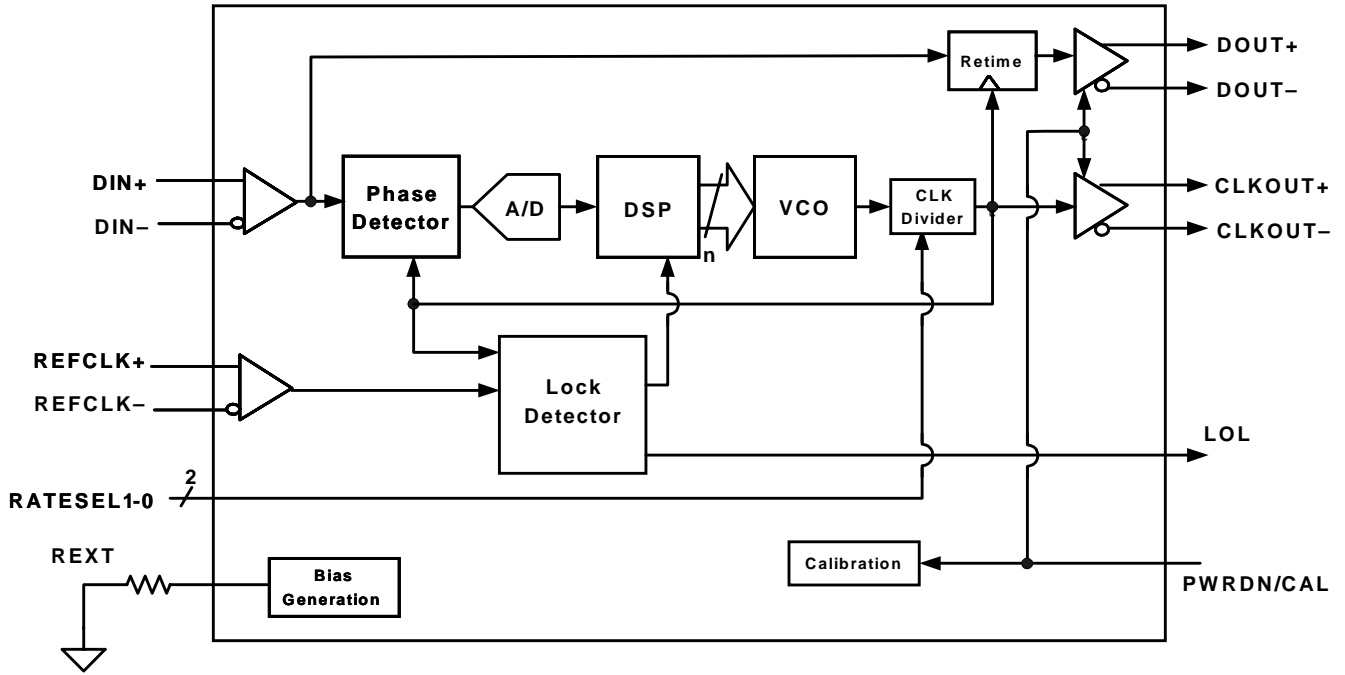 DOUT+
Retime
DOUT–
DIN+
Phase
Detector
A/D
DSP
n
VCO
CLK
Divider
CLKOUT+
DIN–
CLKOUT–
REFCLK+
REFCLK–
Lock
Detector
LOL
2
RATESEL1-0
REXT
Bias
Generation
Calibration
PWRDN/CAL